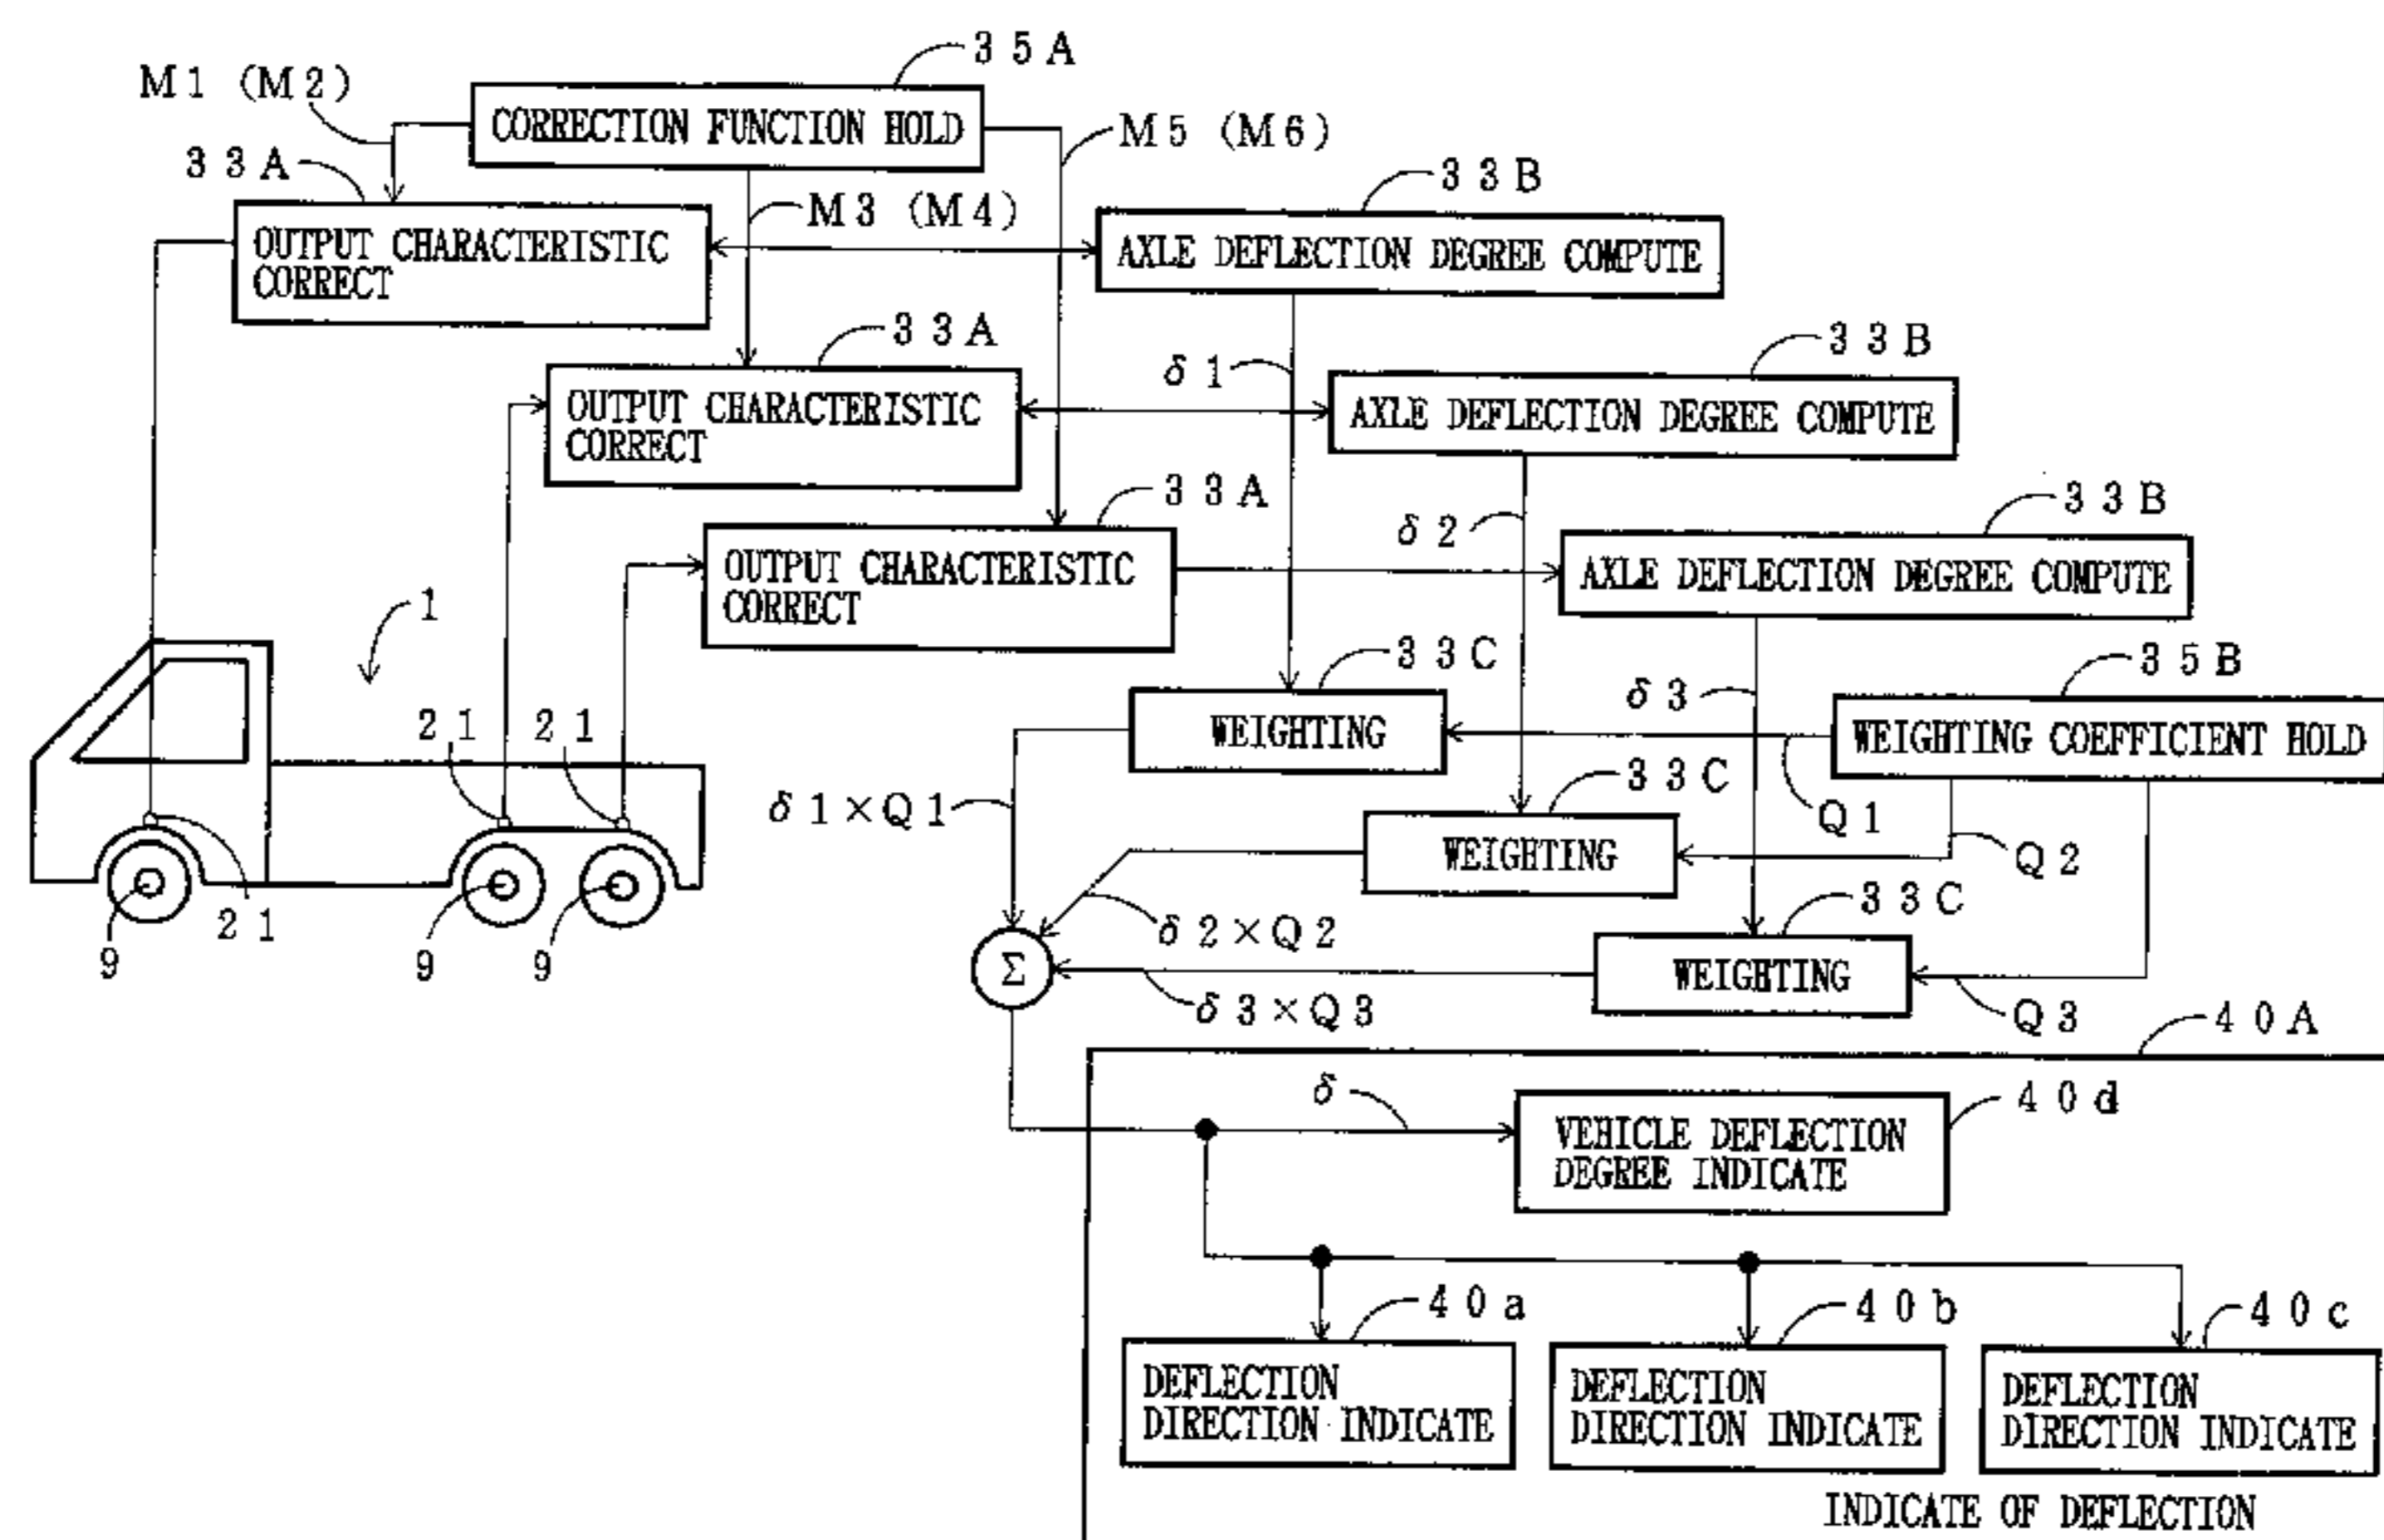 35A
M1 (M2)
CORRECTION FUNCTION HOLD
M5 (M6)
33A
33B
M3 (M4)
OUTPUT CHARACTERISTIC
CORRECT
AXLE DEFLECTION DEGREE COMPUTE
33A
33B
δ1
OUTPUT CHARACTERISTIC
CORRECT
AXLE DEFLECTION DEGREE COMPUTE
33A
33B
δ2
OUTPUT CHARACTERISTIC
CORRECT
AXLE DEFLECTION DEGREE COMPUTE
1
33C
35B
δ3
21
21
WEIGHTING
WEIGHTING COEFFICIENT HOLD
33C
δ1×Q1
Q1
WEIGHTING
Q2
33C
21
δ2×Q2
9
9
9
Σ
WEIGHTING
δ3×Q3
Q3
40A
δ
40d
VEHICLE DEFLECTION
DEGREE INDICATE
40a
40b
40c
DEFLECTION
DIRECTION INDICATE
DEFLECTION
DIRECTION INDICATE
DEFLECTION
DIRECTION INDICATE
INDICATE OF DEFLECTION